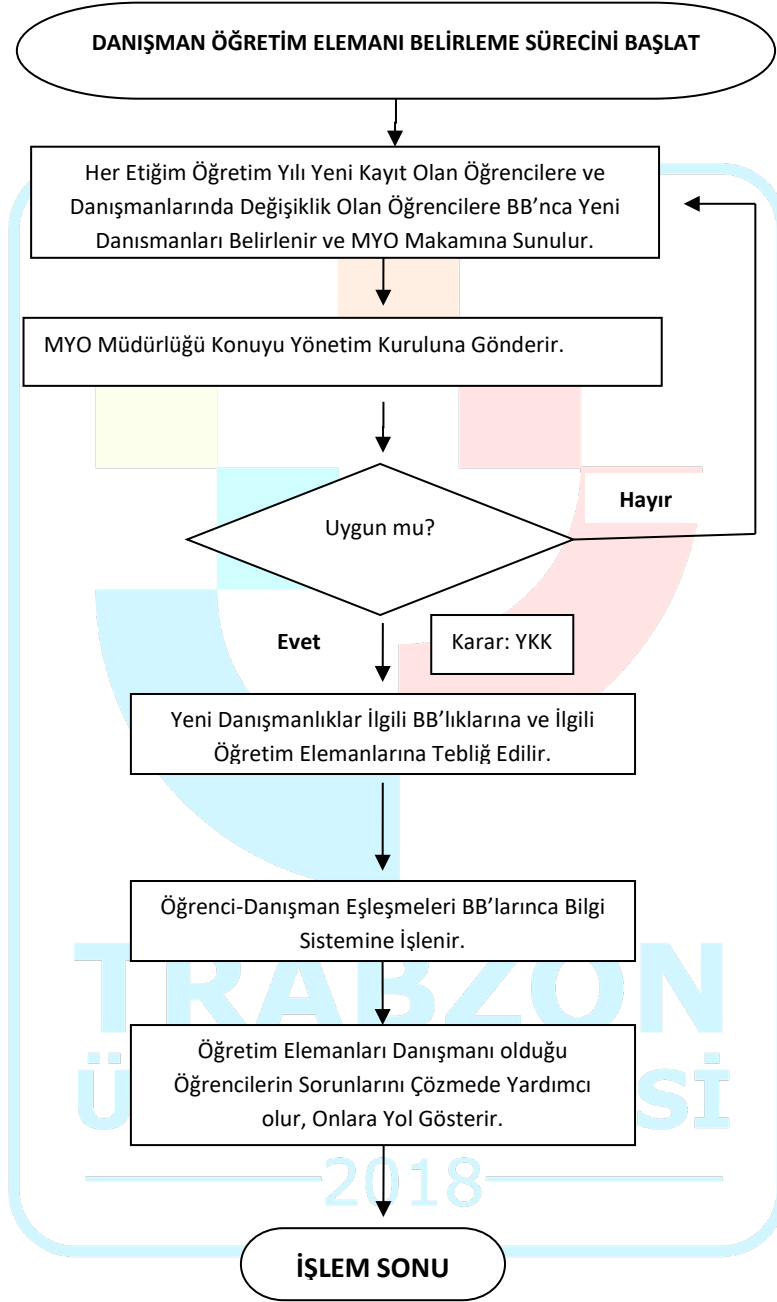 DANIŞMAN ÖĞRETİM ELEMANI BELİRLEME SÜRECİNİ BAŞLAT
Her Etiğim Öğretim Yılı Yeni Kayıt Olan Öğrencilere ve
Danışmanlarında Değişiklik Olan Öğrencilere BB’nca Yeni
Danısmanları Belirlenir ve MYO Makamına Sunulur.
MYO Müdürlüğü Konuyu Yönetim Kuruluna Gönderir.
Hayır
Uygun mu?
Evet
Karar: YKK
Yeni Danışmanlıklar İlgili BB’lıklarına ve İlgili
Öğretim Elemanlarına Tebliğ Edilir.
Öğrenci-Danışman Eşleşmeleri BB’larınca Bilgi
Sistemine İşlenir.
TRABZON
Öğretim Elemanları Danışmanı olduğu
Öğrencilerin Sorunlarını Çözmede Yardımcı
olur, Onlara Yol Gösterir.
2018
İŞLEM SONU